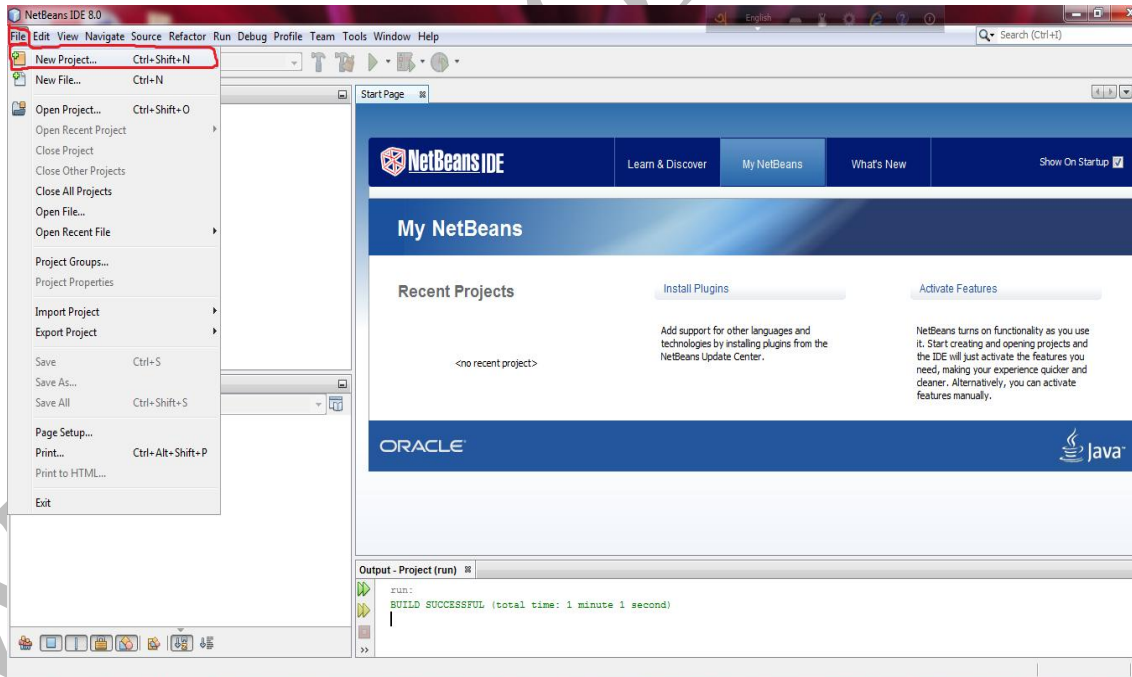 NetBeans IDE 8.0
English
File Edit View Navigate Source Refactor Run Debug Profile Team Tools Window Help
Search (Ctrl+I)
New Project... Ctrl+Shift+N
New File... Ctrl+N
Open Project... Ctrl+Shift+O
Open Recent Project
Close Project
Close Other Projects
Close All Projects
Open File...
Open Recent File
Project Groups...
Project Properties
Import Project
Export Project
Save Ctrl+S
Save As...
Save All Ctrl+Shift+S
Page Setup...
Print... Ctrl+Alt+Shift+P
Print to HTML...
Exit
Start Page
NetBeans IDE
Learn & Discover
My NetBeans
What's New
Show On Startup
My NetBeans
Recent Projects
<no recent project>
Install Plugins
Add support for other languages and
technologies by installing plugins from the
NetBeans Update Center.
Activate Features
NetBeans turns on functionality as you use
it. Start creating and opening projects and
the IDE will just activate the features you
need, making your experience quicker and
cleaner. Alternatively, you can activate
features manually.
ORACLE
Java
Output - Project (run)
run:
BUILD SUCCESSFUL (total time: 1 minute 1 second)